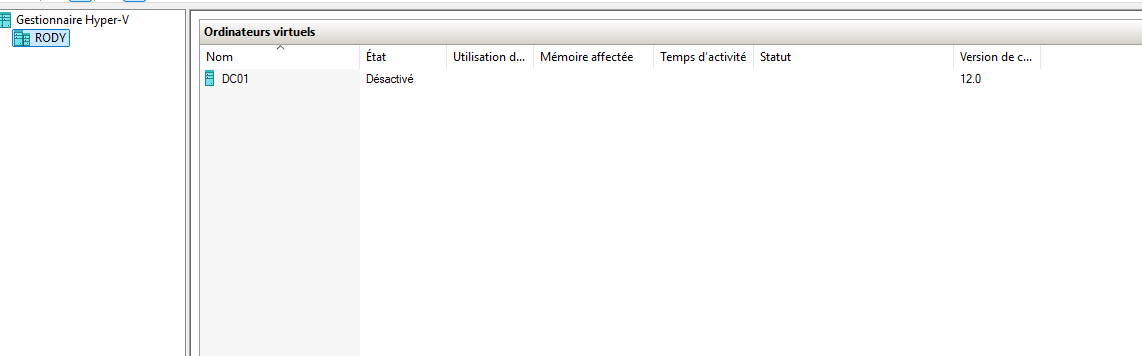 Gestionnaire Hyper-V
RODY
Ordinateurs virtuels
Nom État Utilisation d... Mémoire affectée Temps d'activité Statut Version de c...
DC01 Désactivé 12.0